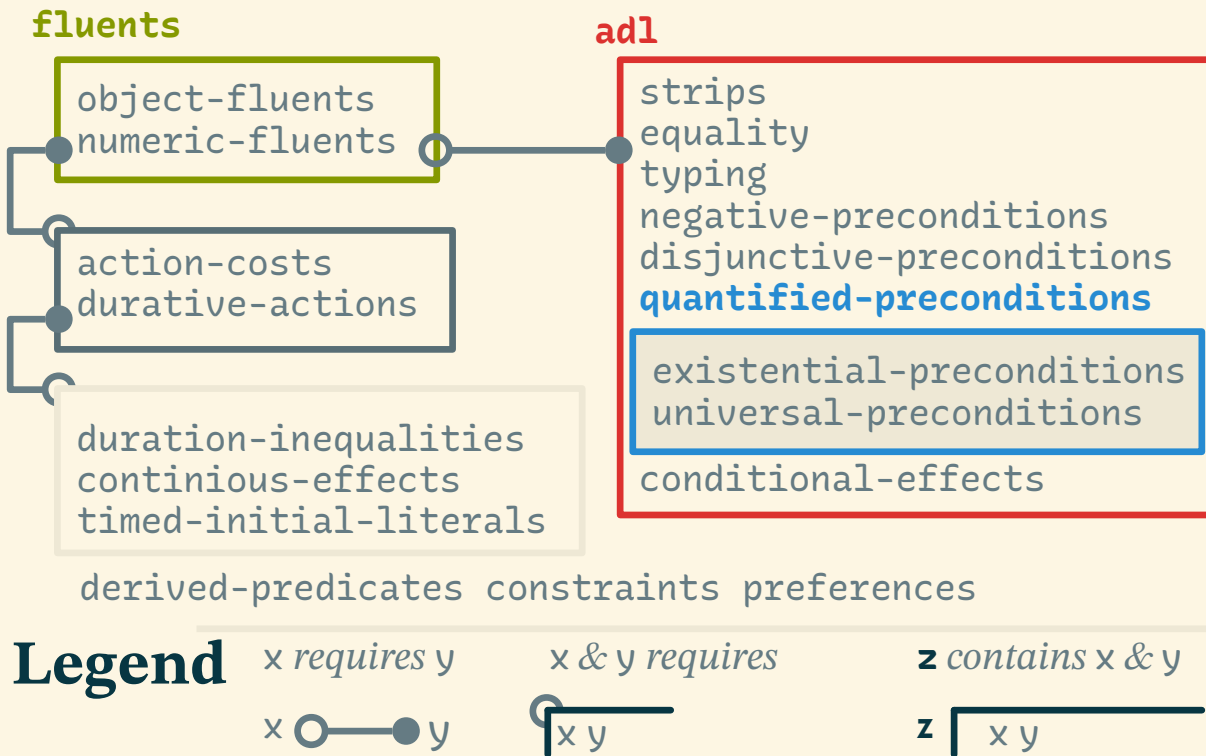 fluents
object-fluents
numeric-fluents
action-costs
durative-actions
duration-inequalities
continious-effects
timed-initial-literals
adl
strips
equality
typing
negative-preconditions
disjunctive-preconditions
quantified-preconditions
existential-preconditions
universal-preconditions
conditional-effects
derived-predicates constraints preferences
Legend
x requires y
x y
x & y requires
x y
z contains x & y
z x y